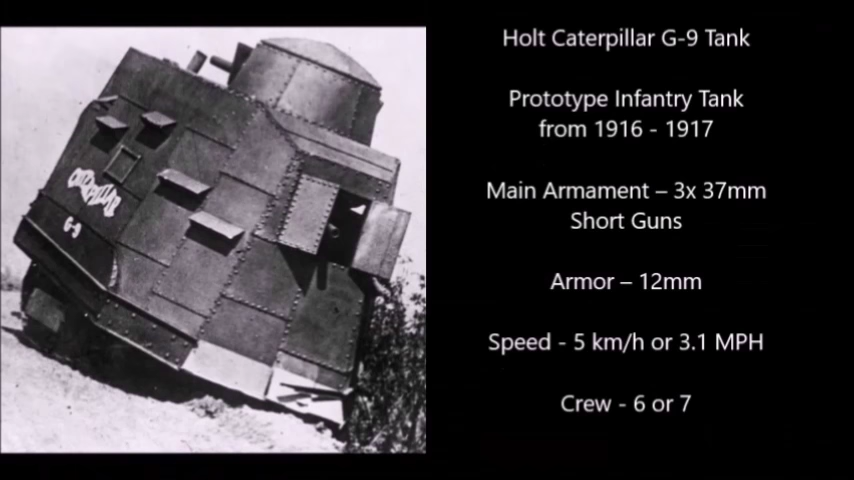 Holt Caterpillar G-9 Tank
Prototype Infantry Tank
from 1916 - 1917
Main Armament – 3x 37mm
Short Guns
Armor – 12mm
Speed - 5 km/h or 3.1 MPH
Crew - 6 or 7
CATERPILLAR
G-9